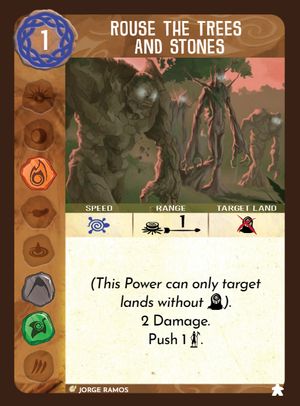 1
ROUSE THE TREES
AND STONES
SPEED
RANGE
TARGET LAND
1
(This Power can only target
lands without ).
2 Damage.
Push 1 .
JORGE RAMOS